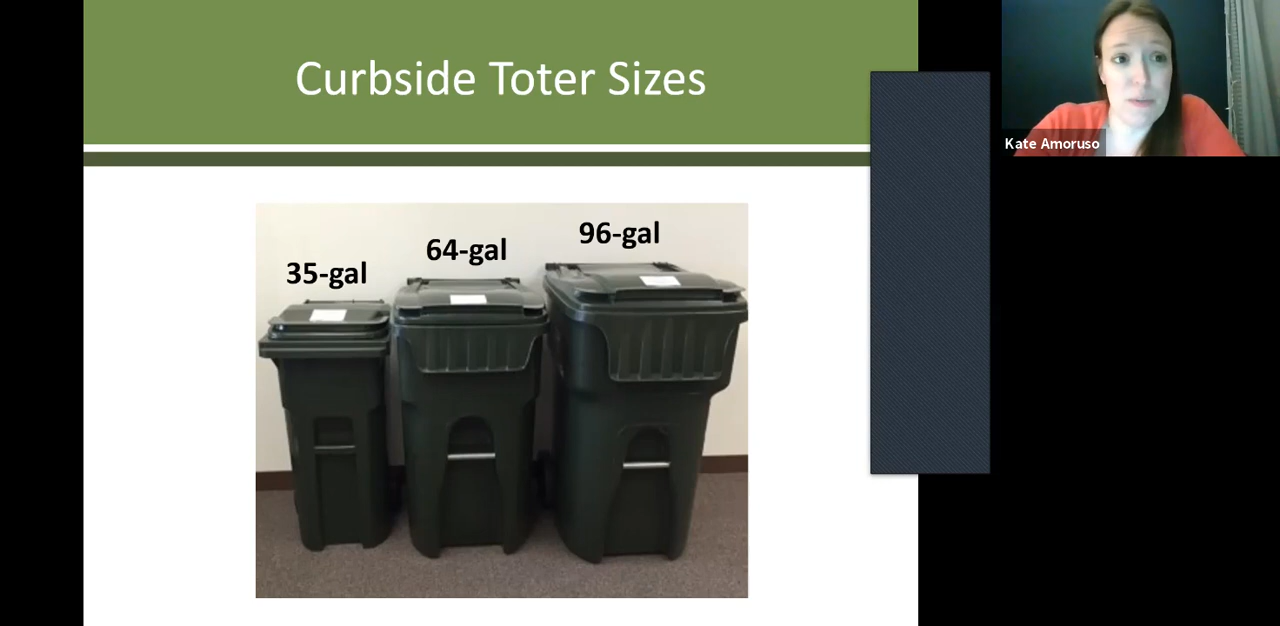 Curbside Toter Sizes
35-gal
64-gal
96-gal
Kate Amoruso